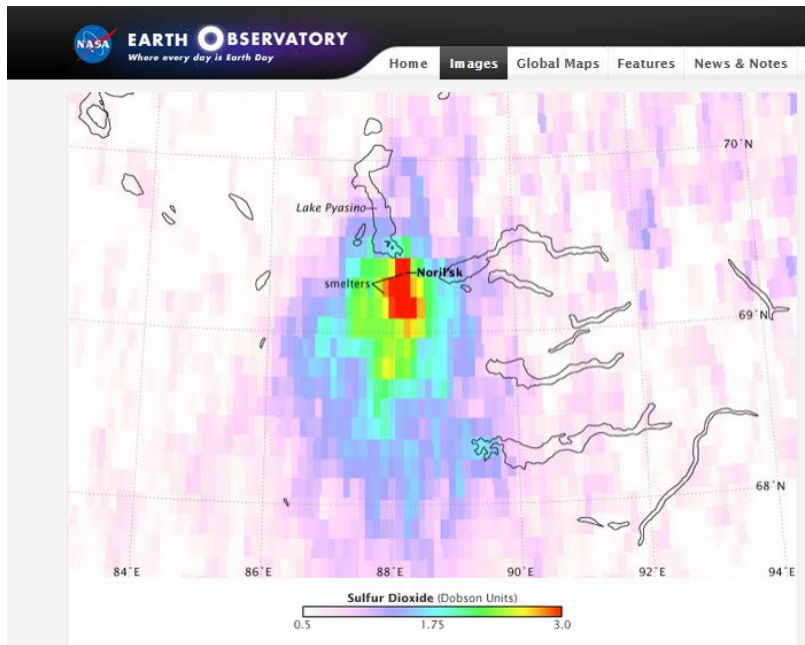 NASA
EARTH OBSERVATORY
Where every day is Earth Day
Home Images Global Maps Features News & Notes
70°N
Lake Pyasino
Noril'sk
smelters
69°N
68°N
84°E 86°E 88°E 90°E 92°E 94°E
Sulfur Dioxide (Dobson Units)
0.5 1.75 3.0